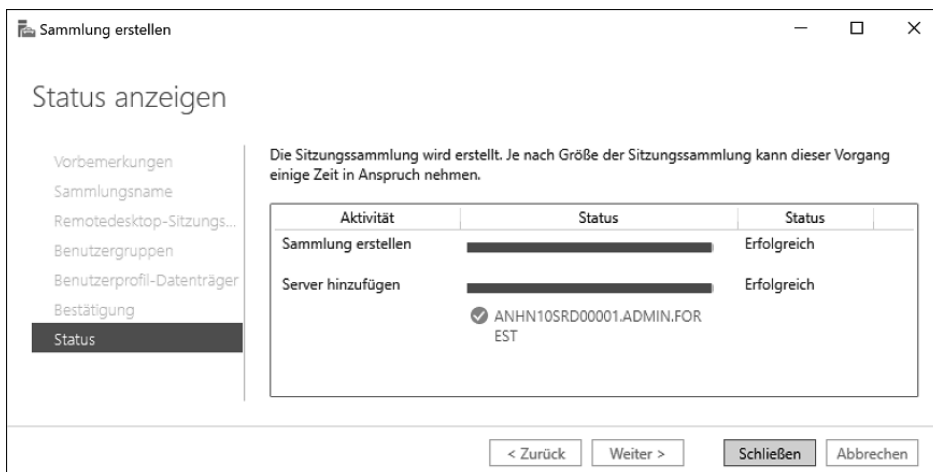 Sammlung erstellen
Status anzeigen
Vorbemerkungen
Sammlungsname
Remotedesktop-Sitzungs...
Benutzergruppen
Benutzerprofil-Datenträger
Bestätigung
Status
Die Sitzungssammlung wird erstellt. Je nach Größe der Sitzungssammlung kann dieser Vorgang
einige Zeit in Anspruch nehmen.
Aktivität Status Status
Sammlung erstellen Erfolgreich
Server hinzufügen Erfolgreich
ANHN10SRD00001.ADMIN.FOR
EST
< Zurück Weiter > Schließen Abbrechen